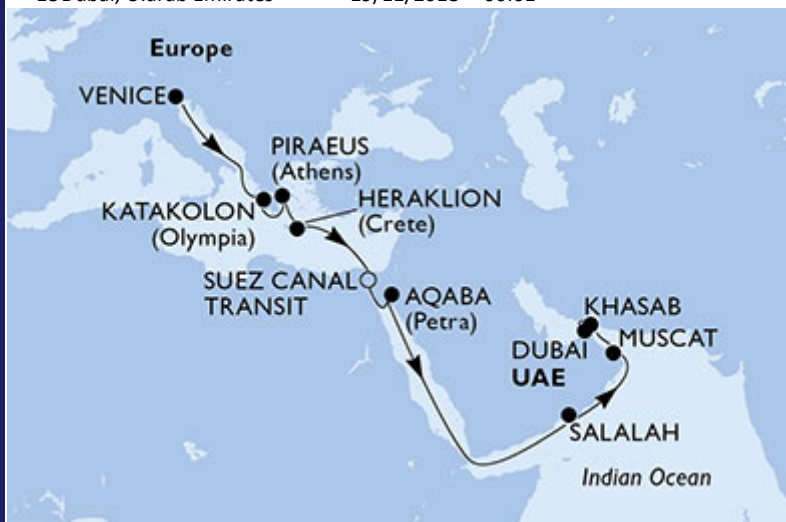 Europe
VENICE
PIRAEUS
(Athens)
HERAKLION
(Crete)
KATAKOLON
(Olympia)
SUEZ CANAL
TRANSIT
AQABA
(Petra)
KHASAB
DUBAI
MUSCAT
UAE
SALALAH
Indian Ocean